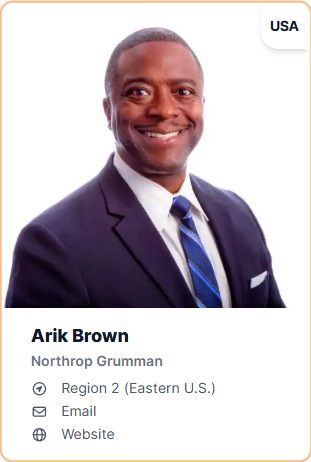 USA
Arik Brown
Northrop Grumman
Region 2 (Eastern U.S.)
Email
Website